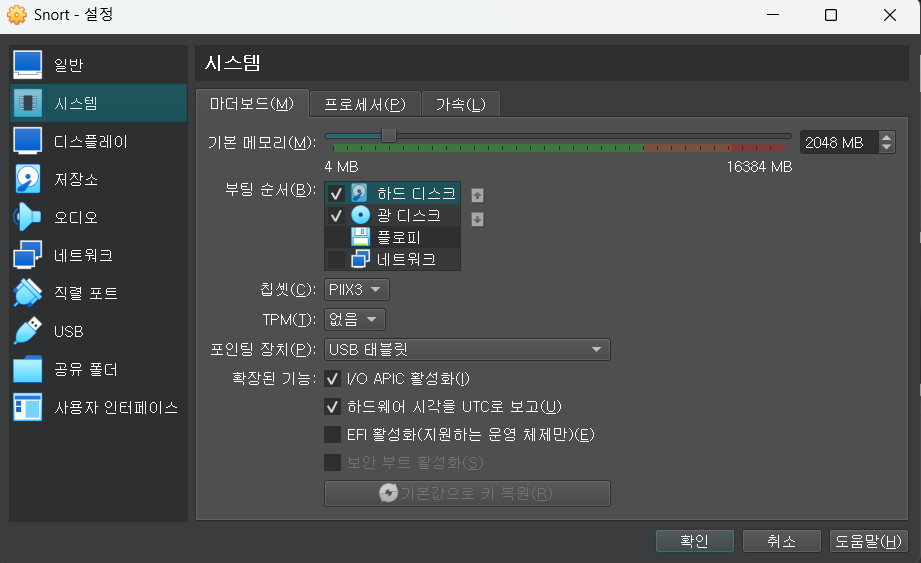 Snort - 설정
일반
시스템
디스플레이
저장소
오디오
네트워크
직렬 포트
USB
공유 폴더
사용자 인터페이스
시스템
마더보드(M) 프로세서(P) 가속(L)
기본 메모리(M): 2048 MB
4 MB 16384 MB
부팅 순서(B): 하드 디스크
광 디스크
플로피
네트워크
칩셋(C): PIIX3
TPM(T): 없음
포인팅 장치(P): USB 태블릿
확장된 기능: I/O APIC 활성화(I)
하드웨어 시각을 UTC로 보고(U)
EFI 활성화(지원하는 운영 체제만)(E)
보안 부트 활성화(S)
기본값으로 키 복원(R)
확인 취소 도움말(H)